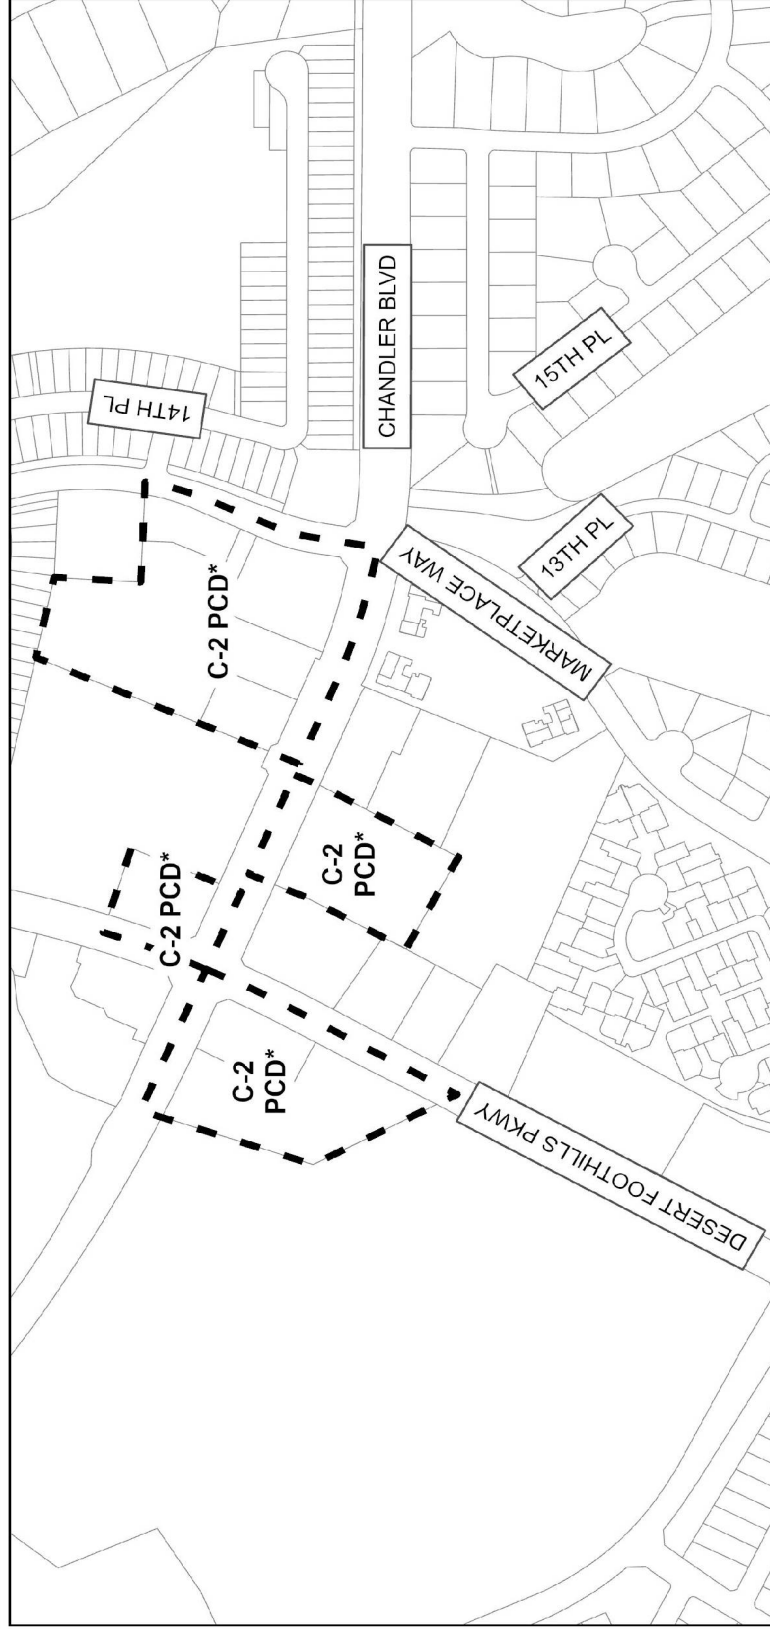 14TH PL
CHANDLER BLVD
15TH PL
13TH PL
MARKETPLACE WAY
C-2 PCD*
C-2 PCD*
C-2
PCD*
C-2
PCD*
DESERT FOOTHILLS PKWY